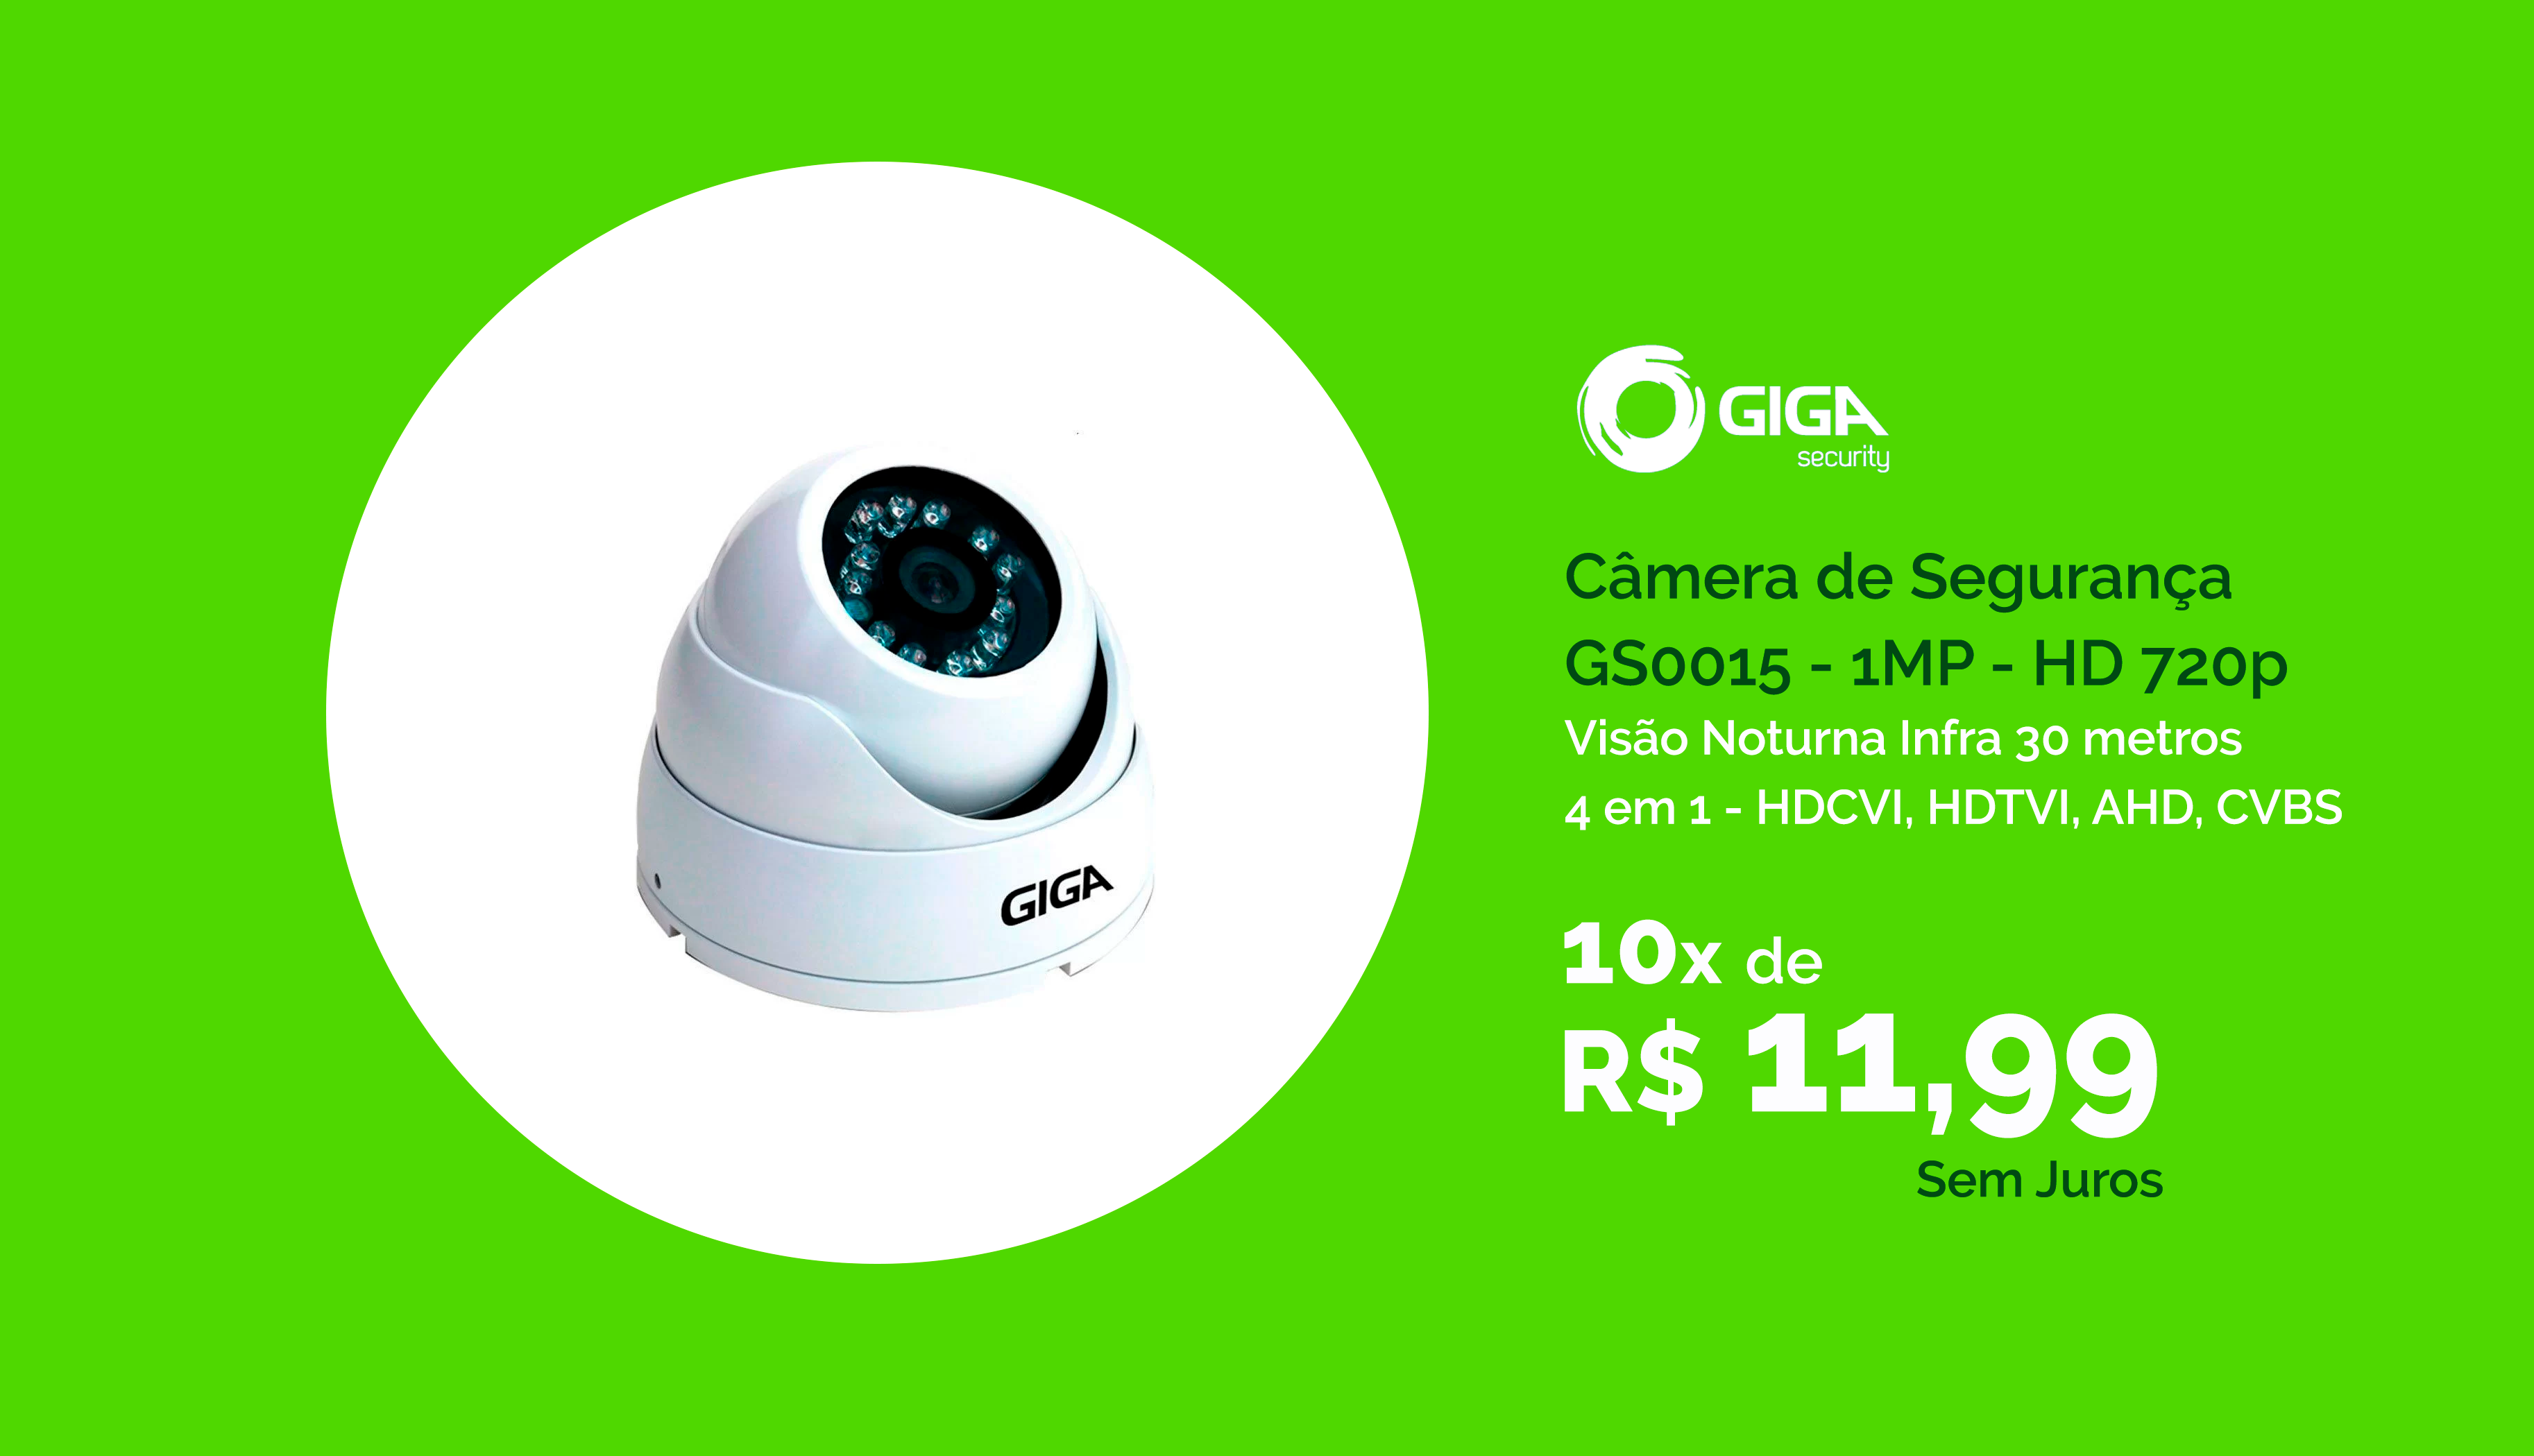 GIGA
security
Câmera de Segurança
GS0015 - 1MP - HD 720p
Visão Noturna Infra 30 metros
4 em 1 - HDCVI, HDTVI, AHD, CVBS
GIGA
10x de
R$ 11,99
Sem Juros